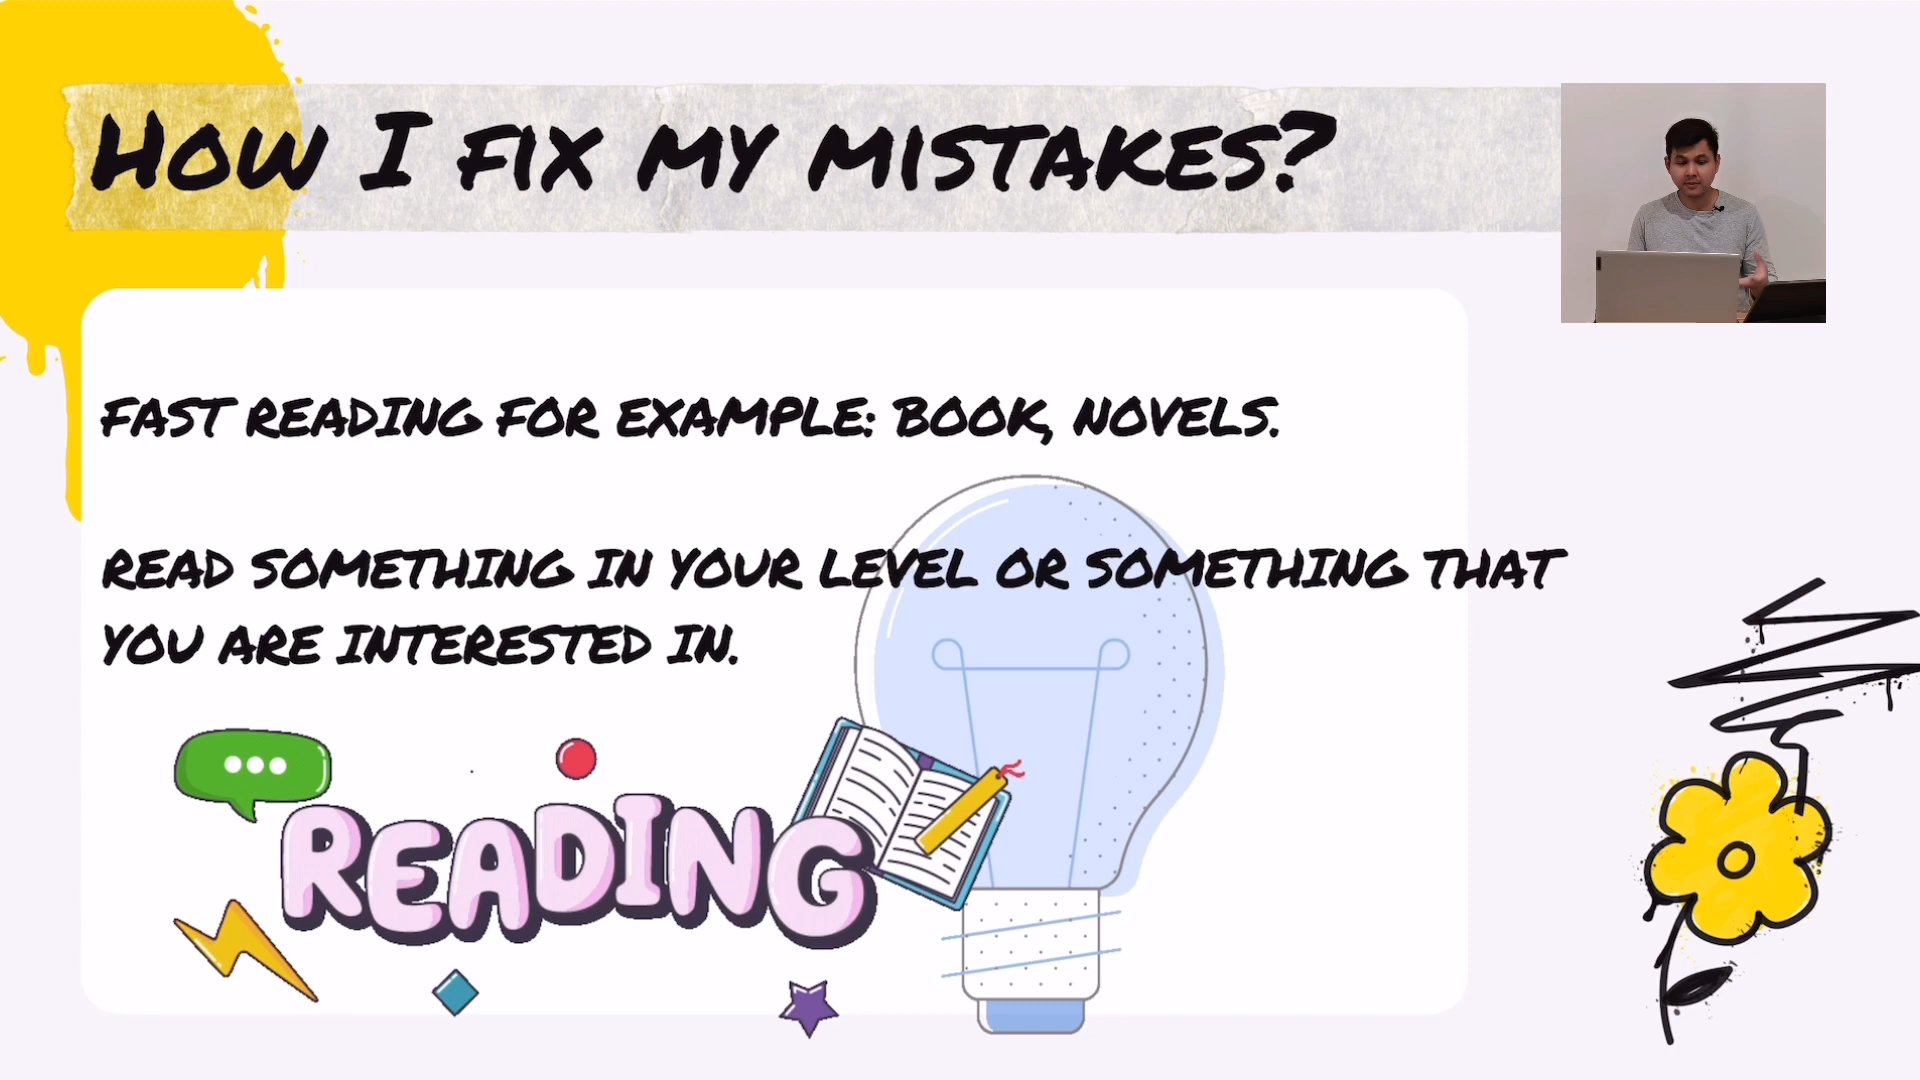 HOW I FIX MY MISTAKES?
FAST READING FOR EXAMPLE: BOOK, NOVELS.
READ SOMETHING IN YOUR LEVEL OR SOMETHING THAT
YOU ARE INTERESTED IN.
READING